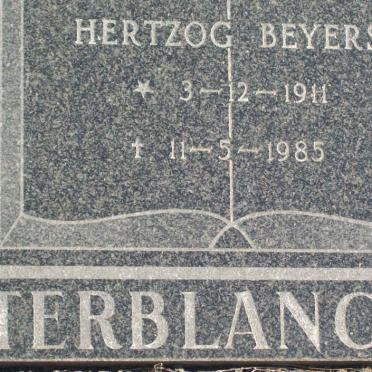 HERTZOG BEYERS
* 3-12-1911
† 11-5-1985
TERBLANC